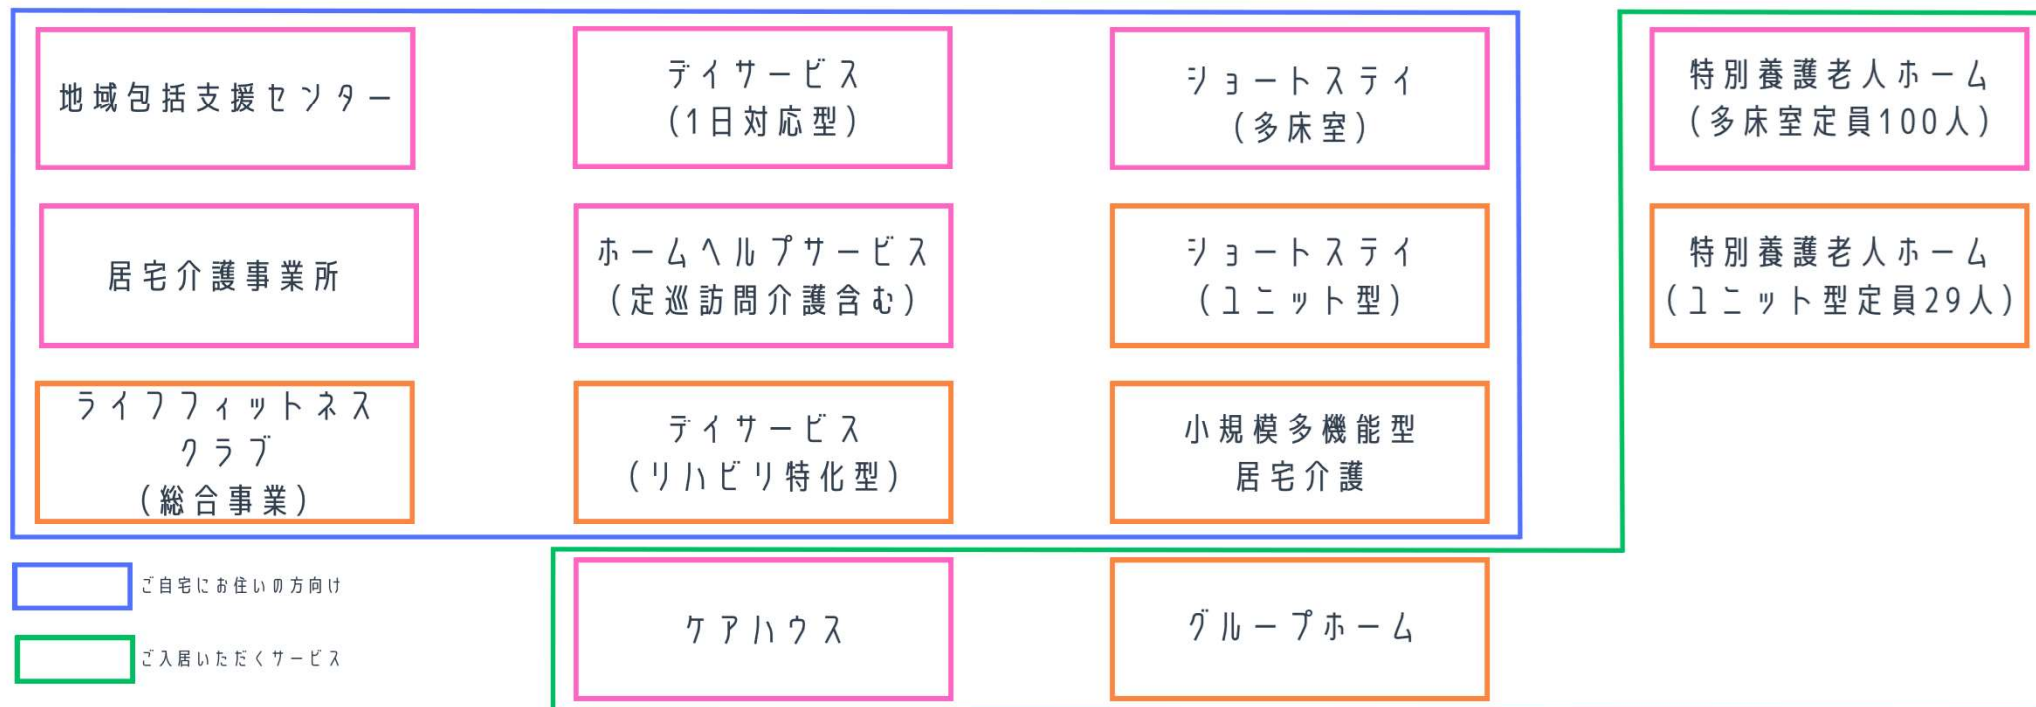 地域包括支援センター
デイサービス
(1日対応型)
ショートステイ
(多床室)
特別養護老人ホーム
(多床室定員100人)
居宅介護事業所
ホームヘルプサービス
(定巡訪問介護含む)
ショートステイ
(ユニット型)
特別養護老人ホーム
(ユニット型定員29人)
ライフフィットネス
クラブ
(総合事業)
デイサービス
(リハビリ特化型)
小規模多機能型
居宅介護
ご自宅にお住いの方向け
ご入居いただくサービス
ケアハウス
グループホーム